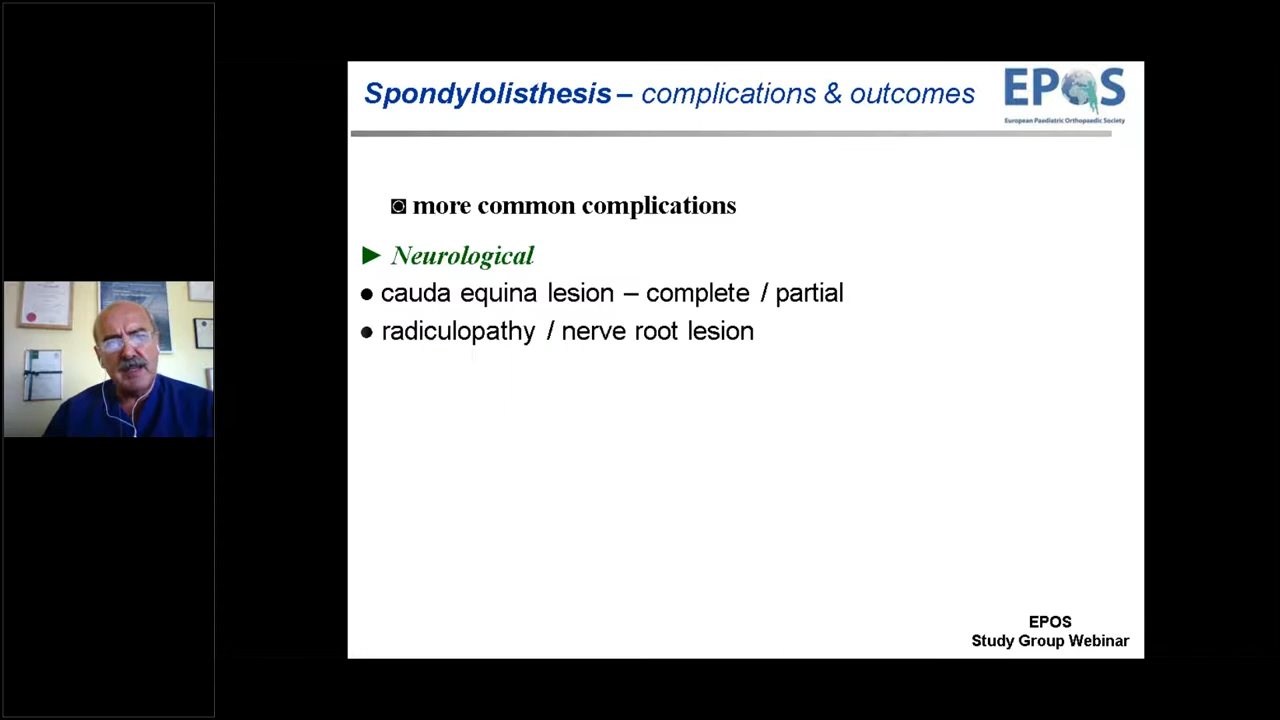 Spondylolisthesis – complications & outcomes
EPOS
European Paediatric Orthopaedic Society
◙ more common complications
► Neurological
● cauda equina lesion – complete / partial
● radiculopathy / nerve root lesion
EPOS
Study Group Webinar